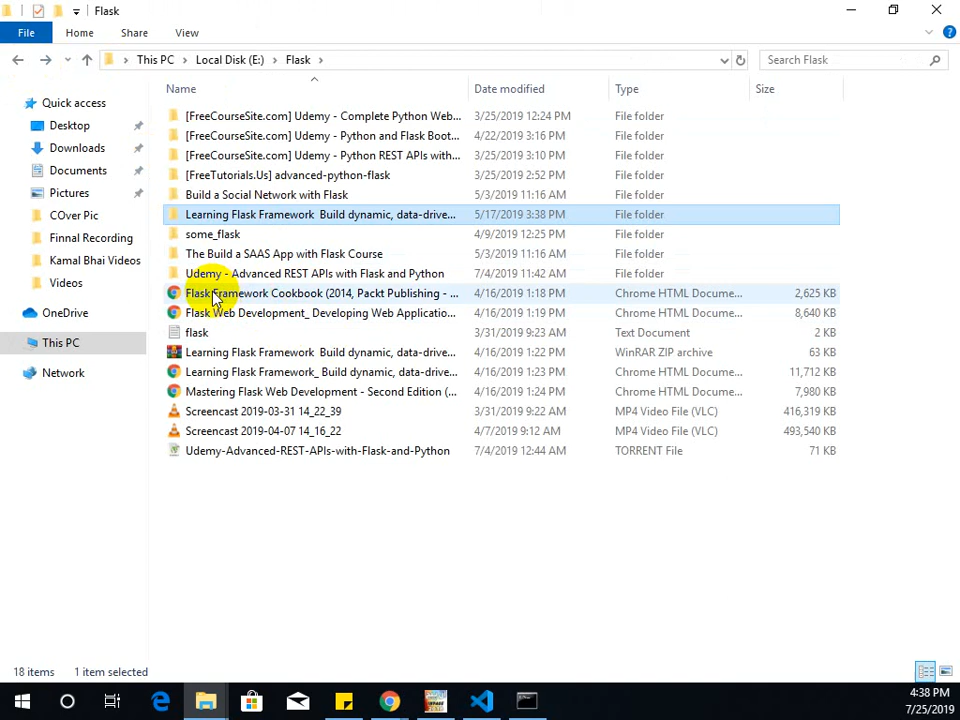 Flask
File Home Share View
This PC Local Disk (E:) Flask Search Flask
Name Date modified Type Size
Quick access
Desktop
Downloads
Documents
Pictures
COver Pic
Finnal Recording
Kamal Bhai Videos
Videos
OneDrive
This PC
Network
[FreeCourseSite.com] Udemy - Complete Python Web... 3/25/2019 12:24 PM File folder
[FreeCourseSite.com] Udemy - Python and Flask Boot... 4/22/2019 3:16 PM File folder
[FreeCourseSite.com] Udemy - Python REST APIs with... 3/25/2019 3:10 PM File folder
[FreeTutorials.Us] advanced-python-flask 3/25/2019 2:52 PM File folder
Build a Social Network with Flask 5/3/2019 11:16 AM File folder
Learning Flask Framework Build dynamic, data-drive... 5/17/2019 3:38 PM File folder
some_flask 4/9/2019 12:25 PM File folder
The Build a SAAS App with Flask Course 5/3/2019 11:16 AM File folder
Udemy - Advanced REST APIs with Flask and Python 7/4/2019 11:42 AM File folder
Flask Framework Cookbook (2014, Packt Publishing - ... 4/16/2019 1:18 PM Chrome HTML Docume... 2,625 KB
Flask Web Development_ Developing Web Applicatio... 4/16/2019 1:19 PM Chrome HTML Docume... 8,640 KB
flask 3/31/2019 9:23 AM Text Document 2 KB
Learning Flask Framework Build dynamic, data-drive... 4/16/2019 1:22 PM WinRAR ZIP archive 63 KB
Learning Flask Framework_ Build dynamic, data-drive... 4/16/2019 1:23 PM Chrome HTML Docume... 11,712 KB
Mastering Flask Web Development - Second Edition (... 4/16/2019 1:24 PM Chrome HTML Docume... 7,980 KB
Screencast 2019-03-31 14_22_39 3/31/2019 9:22 AM MP4 Video File (VLC) 416,319 KB
Screencast 2019-04-07 14_16_22 4/7/2019 9:12 AM MP4 Video File (VLC) 493,540 KB
Udemy-Advanced-REST-APIs-with-Flask-and-Python 7/4/2019 12:44 AM TORRENT File 71 KB
18 items 1 item selected
4:38 PM
7/25/2019